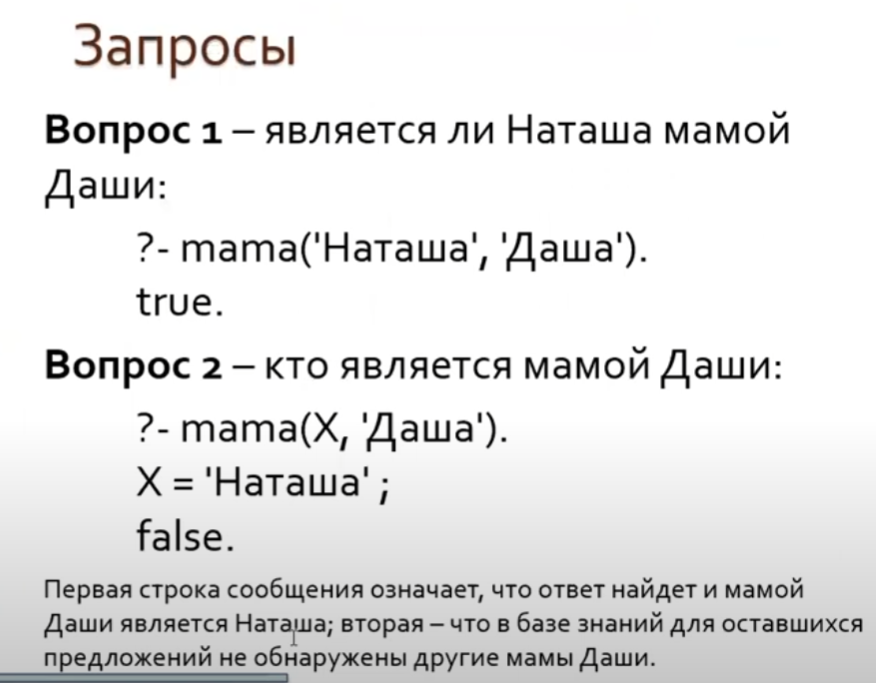 Запросы
Вопрос 1 – является ли Наташа мамой
Даши:
?- mama('Наташа', 'Даша').
true.
Вопрос 2 – кто является мамой Даши:
?- mama(X, 'Даша').
X = 'Наташа' ;
false.
Первая строка сообщения означает, что ответ найдет и мамой
Даши является Наташа; вторая – что в базе знаний для оставшихся
предложений не обнаружены другие мамы Даши.